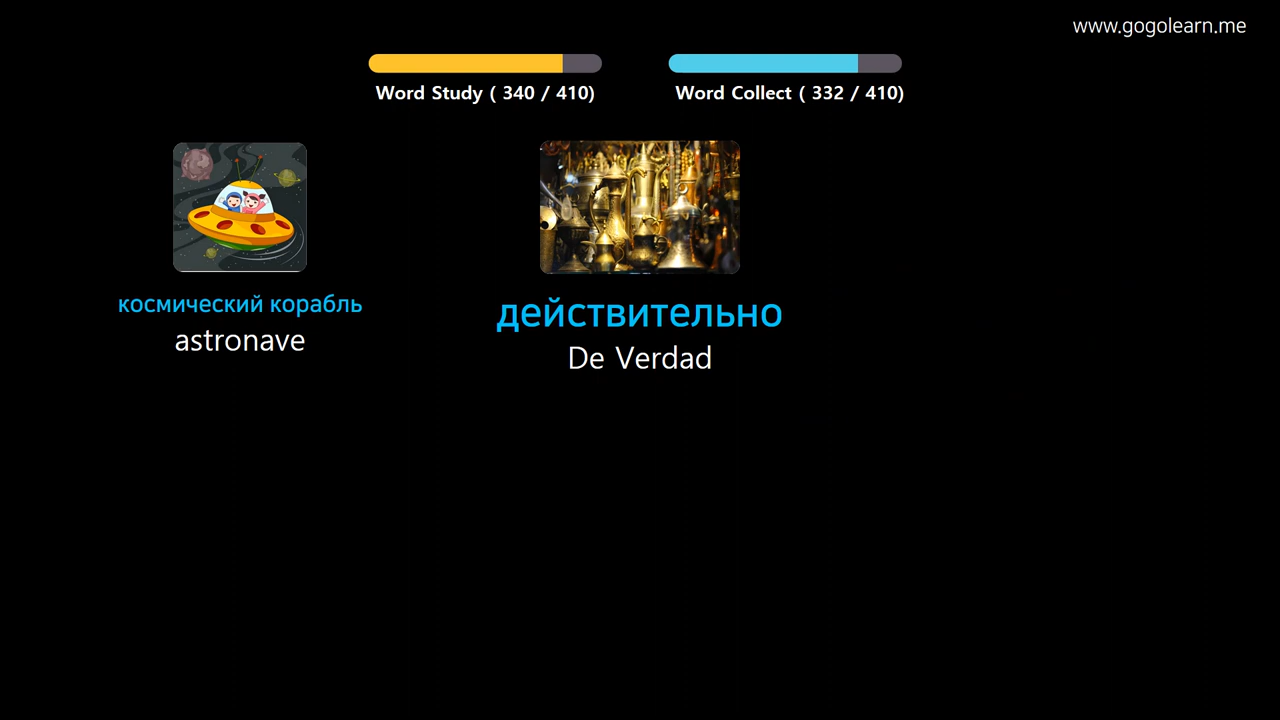 www.gogolearn.me
Word Study ( 340 / 410)
Word Collect ( 332 / 410)
космический корабль
astronave
действительно
De Verdad